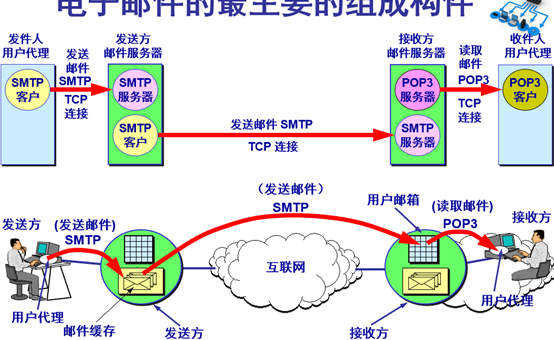 电子邮件的最主要的组成构件
发件人
用户代理
发送
邮件
SMTP
TCP
连接
发送方
邮件服务器
接收方
邮件服务器
读取
邮件
POP3
TCP
连接
收件人
用户代理
SMTP
客户
SMTP
服务器
POP3
服务器
POP3
客户
SMTP
客户
发送邮件 SMTP
TCP 连接
SMTP
服务器
(发送邮件)
SMTP
用户邮箱
(读取邮件)
POP3
发送方
(发送邮件)
SMTP
接收方
互联网
用户代理
邮件缓存
发送方
接收方
用户代理